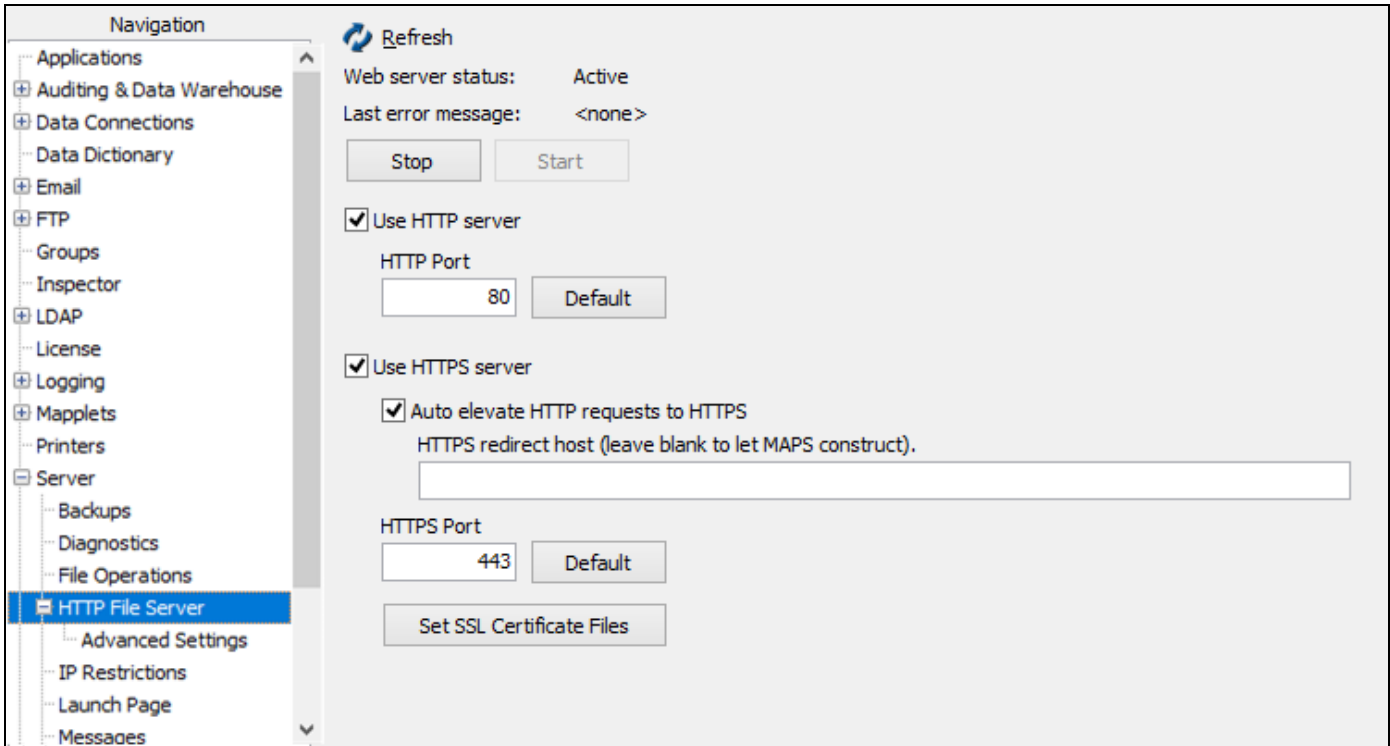 Navigation
Applications
Auditing & Data Warehouse
Data Connections
Data Dictionary
Email
FTP
Groups
Inspector
LDAP
License
Logging
Mapplets
Printers
Server
Backups
Diagnostics
File Operations
HTTP File Server
Advanced Settings
IP Restrictions
Launch Page
Messages
Refresh
Web server status: Active
Last error message: <none>
Stop Start
Use HTTP server
HTTP Port
80 Default
Use HTTPS server
Auto elevate HTTP requests to HTTPS
HTTPS redirect host (leave blank to let MAPS construct).
HTTPS Port
443 Default
Set SSL Certificate Files